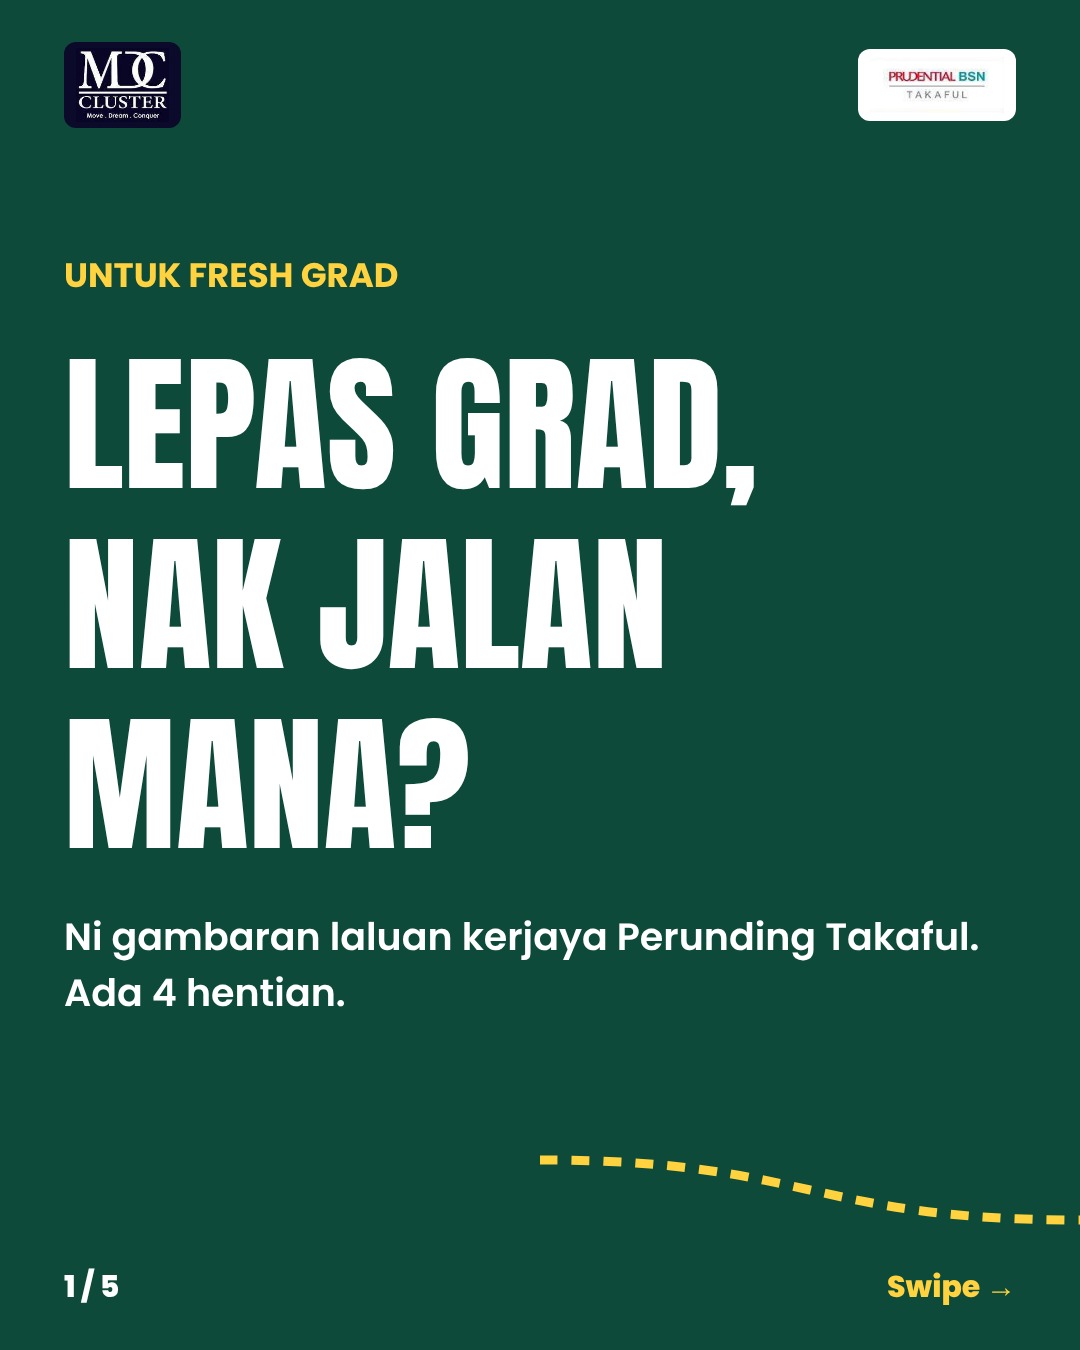 MDC
CLUSTER
Move . Dream . Conquer
PRUDENTIAL BSN
TAKAFUL
UNTUK FRESH GRAD
LEPAS GRAD,
NAK JALAN
MANA?
Ni gambaran laluan kerjaya Perunding Takaful.
Ada 4 hentian.
1 / 5
Swipe →